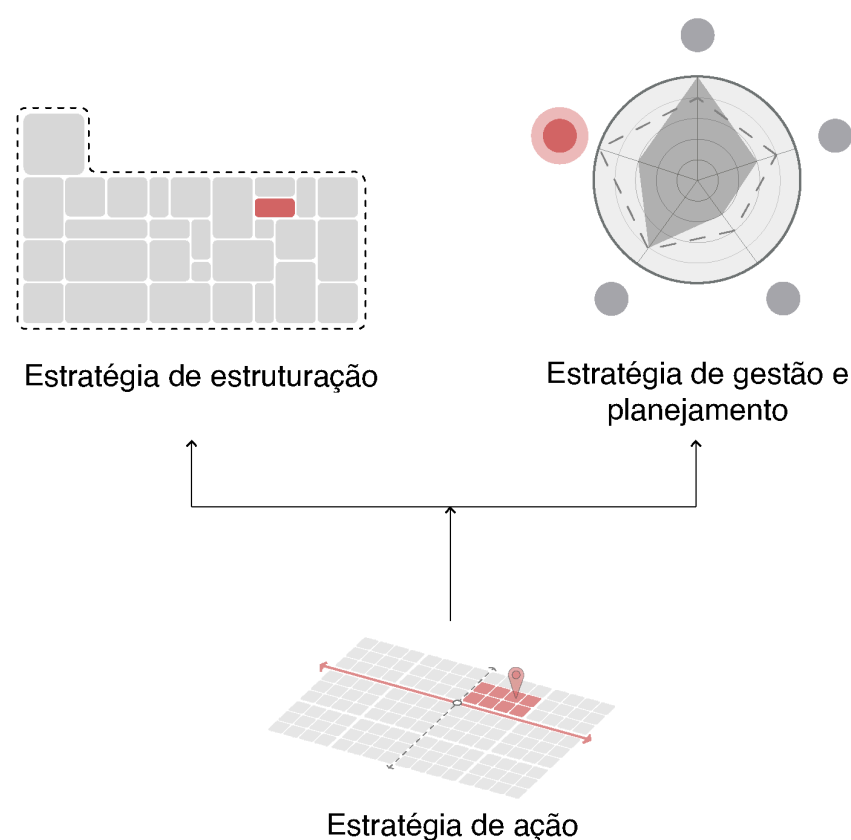 Estratégia de estruturação
Estratégia de gestão e
planejamento
Estratégia de ação